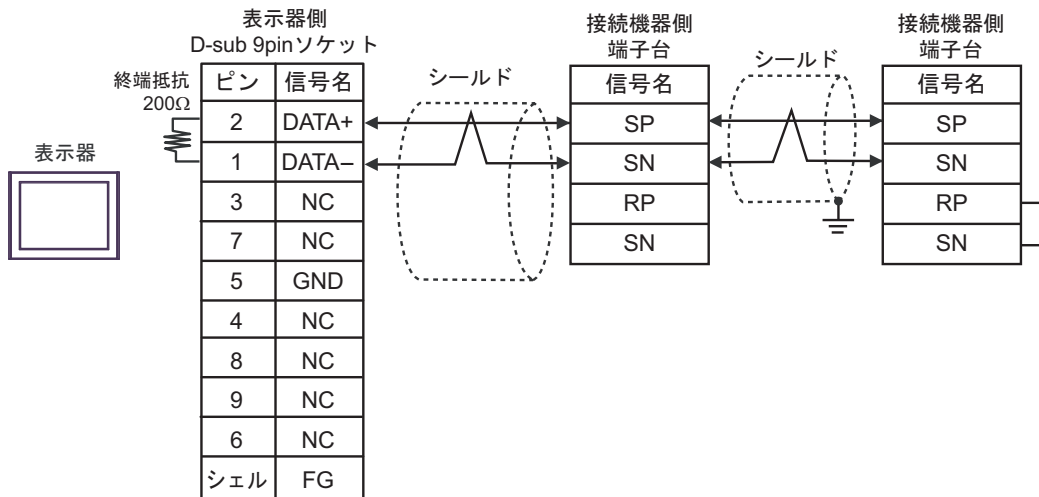 表示器側
D-sub 9pinソケット
終端抵抗
200Ω
表示器
ピン 信号名
2 DATA+
1 DATA–
3 NC
7 NC
5 GND
4 NC
8 NC
9 NC
6 NC
シェル FG
シールド
接続機器側
端子台
信号名
SP
SN
RP
SN
シールド
接続機器側
端子台
信号名
SP
SN
RP
SN